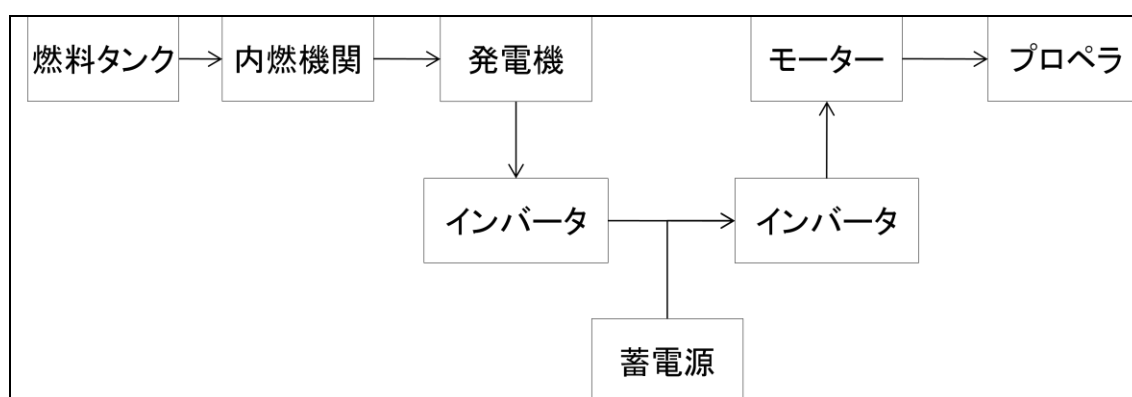 燃料タンク
内燃機関
発電機
モーター
プロペラ
インバータ
インバータ
蓄電源